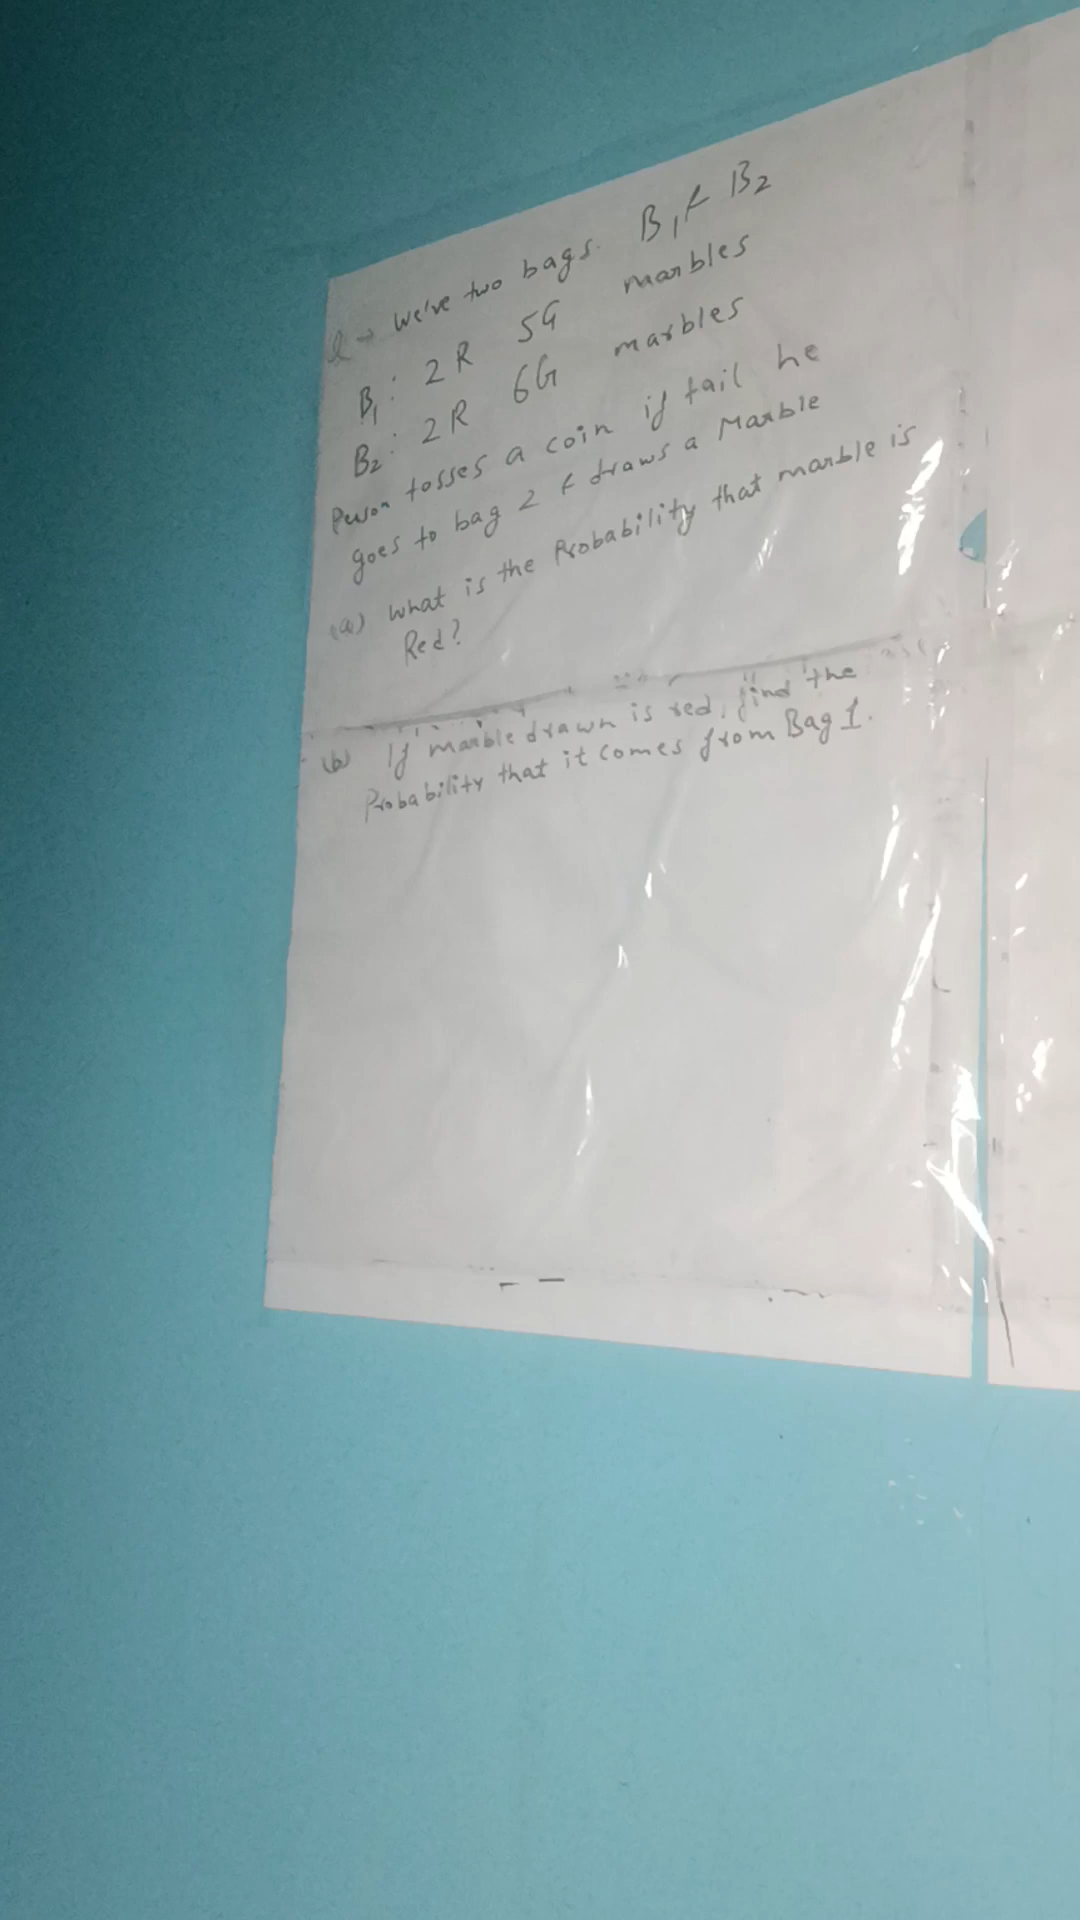 Q → We've two bags. B1 & B2
B1: 2R 5G marbles
B2: 2R 6G marbles
Person tosses a coin if tail he
goes to bag 2 & draws a Marble
(a) What is the Probability that marble is
Red?
(b) If marble drawn is red, find the
Probability that it comes from Bag 1.